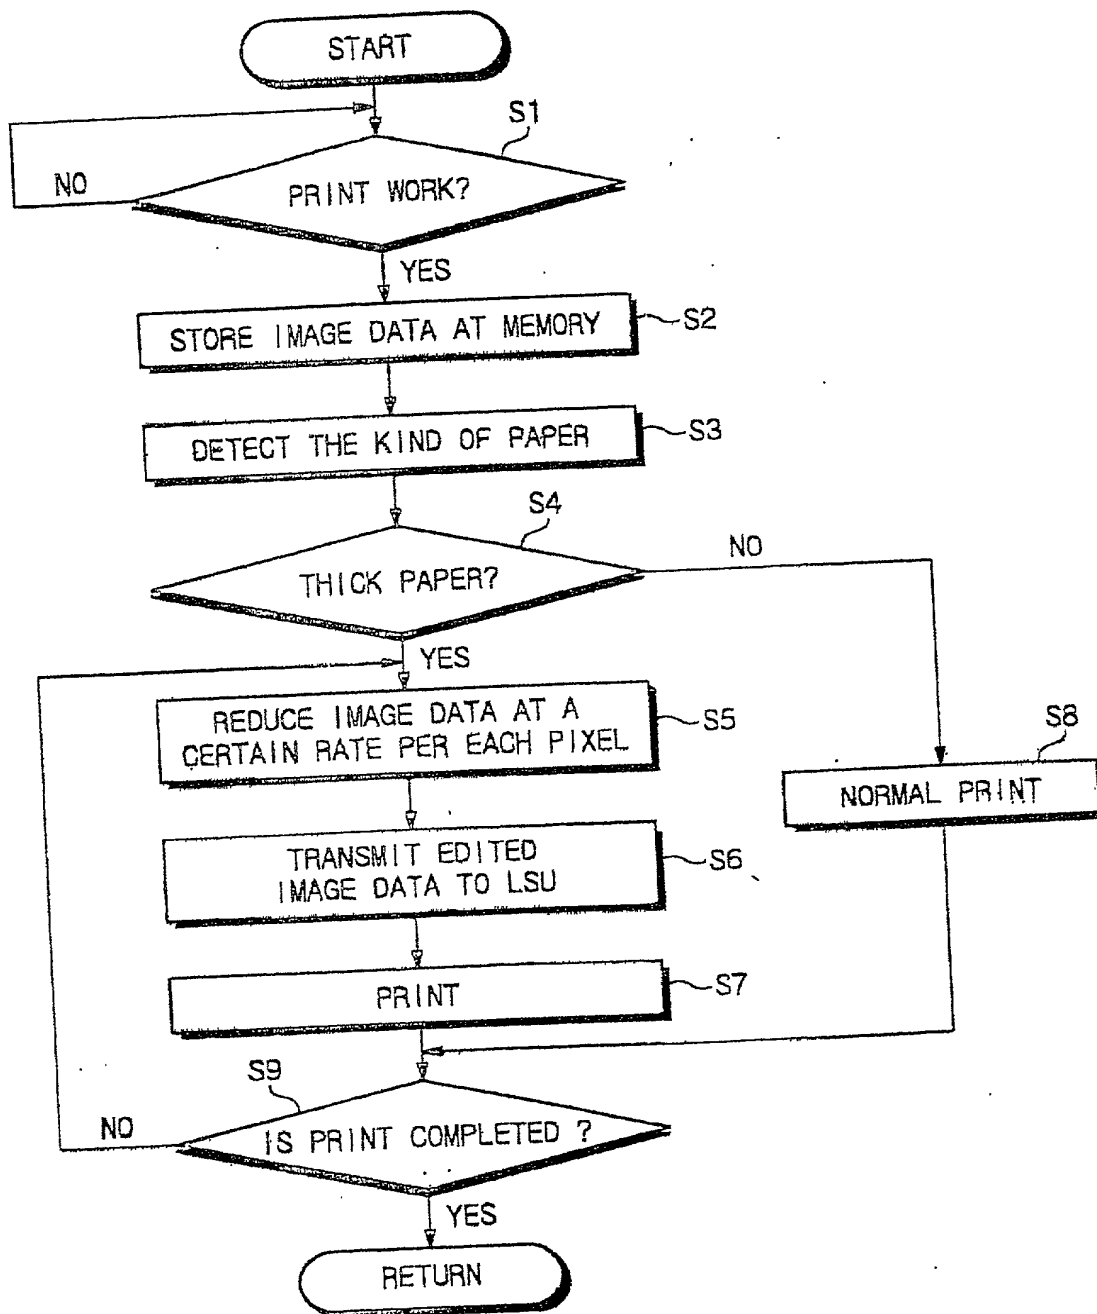 START
S1
NO
PRINT WORK?
YES
STORE IMAGE DATA AT MEMORY
S2
DETECT THE KIND OF PAPER
S3
S4
THICK PAPER?
NO
YES
REDUCE IMAGE DATA AT A
CERTAIN RATE PER EACH PIXEL
S5
S8
NORMAL PRINT
TRANSMIT EDITED
IMAGE DATA TO LSU
S6
PRINT
S7
S9
NO
IS PRINT COMPLETED ?
YES
RETURN